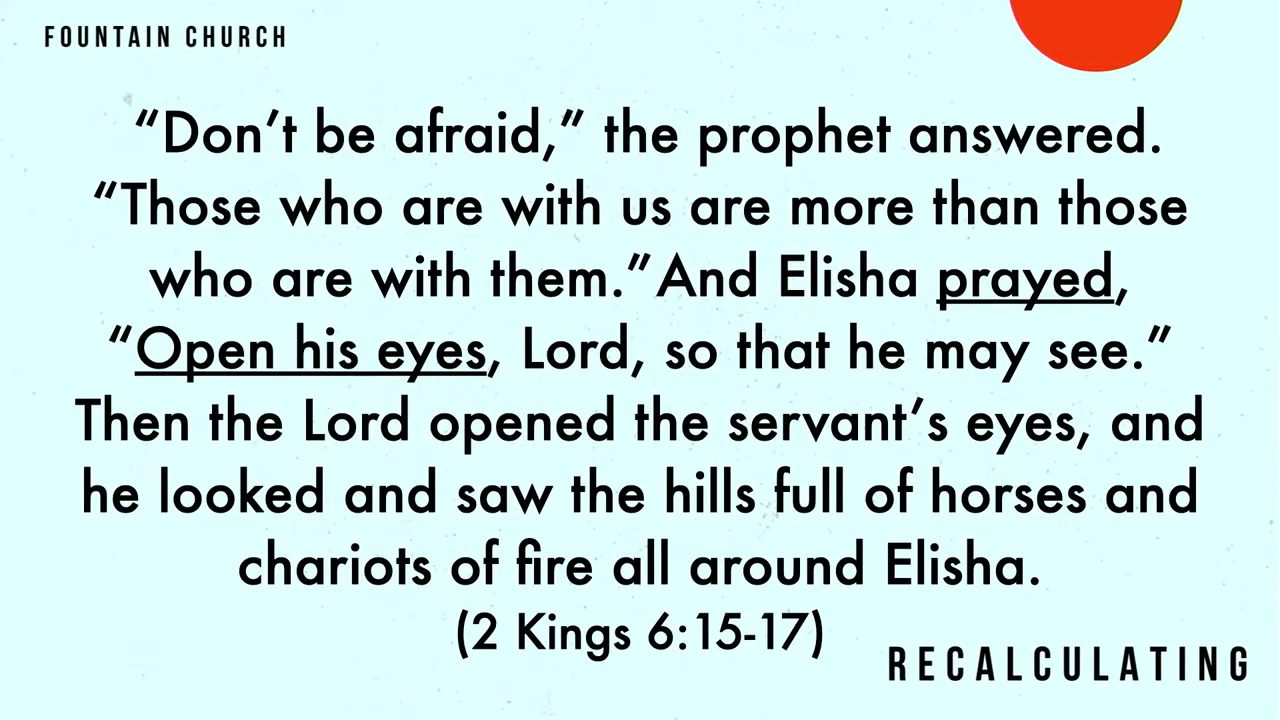 FOUNTAIN CHURCH
“Don’t be afraid,” the prophet answered.
“Those who are with us are more than those
who are with them.”And Elisha prayed,
“Open his eyes, Lord, so that he may see.”
Then the Lord opened the servant’s eyes, and
he looked and saw the hills full of horses and
chariots of fire all around Elisha.
(2 Kings 6:15-17)
RECALCULATING